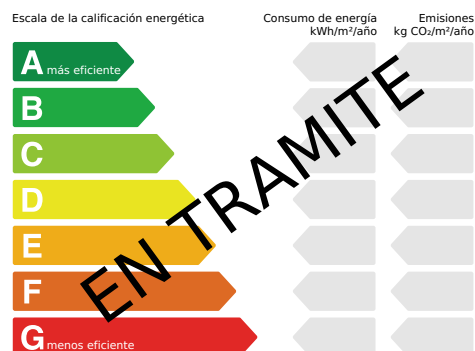 Escala de la calificación energética
Consumo de energía
kWh/m²/año
Emisiones
kg CO₂/m²/año
A más eficiente
B
C
D
E
F
G menos eficiente
EN TRAMITE